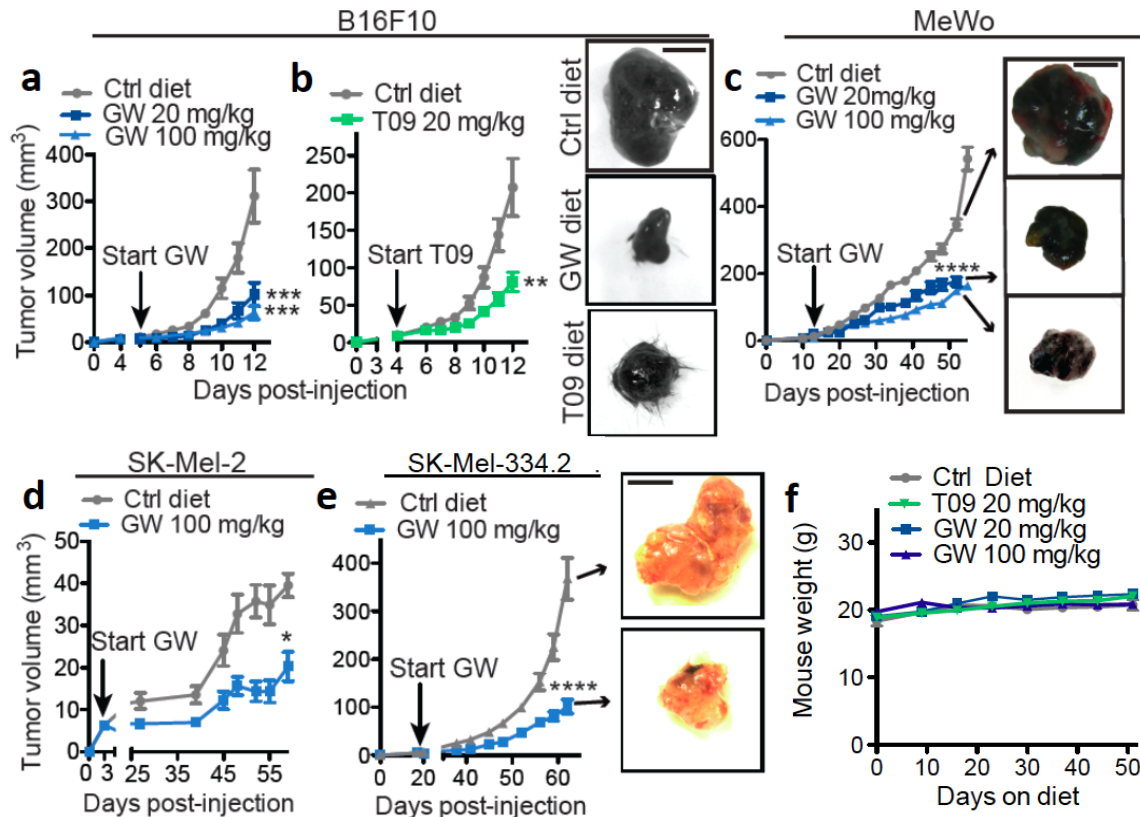 B16F10
MeWo
a
Ctrl diet
GW 20 mg/kg
GW 100 mg/kg
Tumor volume (mm³)
400
300
200
100
0
Start GW
***
***
0 4 6 8 10 12
Days post-injection
b
Ctrl diet
T09 20 mg/kg
250
200
150
100
50
0
Start T09
**
0 3 4 6 8 10 12
Ctrl diet
GW diet
T09 diet
c
Ctrl diet
GW 20mg/kg
GW 100 mg/kg
600
400
200
0
Start GW
****
0 10 20 30 40 50
Days post-injection
SK-Mel-2
d
Ctrl diet
GW 100 mg/kg
Tumor volume (mm³)
50
40
30
20
10
0
Start GW
*
0 3 25 35 45 55
Days post-injection
SK-Mel-334.2 .
e
Ctrl diet
GW 100 mg/kg
400
300
200
100
0
Start GW
****
0 20 40 50 60
Days post-injection
f
Ctrl Diet
T09 20 mg/kg
GW 20 mg/kg
GW 100 mg/kg
Mouse weight (g)
30
20
10
0
0 10 20 30 40 50
Days on diet